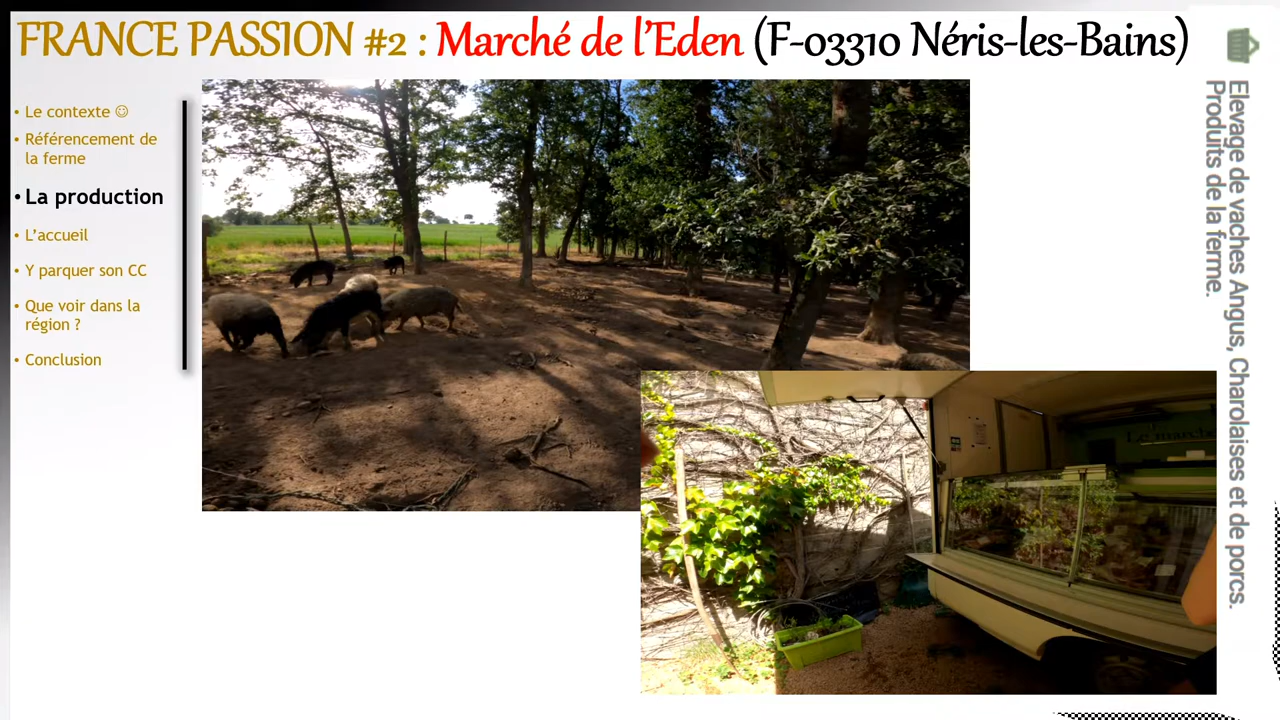 FRANCE PASSION #2 : Marché de l'Eden (F-03310 Néris-les-Bains)
• Le contexte ☺
• Référencement de
la ferme
• La production
• L'accueil
• Y parquer son CC
• Que voir dans la
région ?
• Conclusion
Elevage de vaches Angus, Charolaises et de porcs.
Produits de la ferme.
Le marché